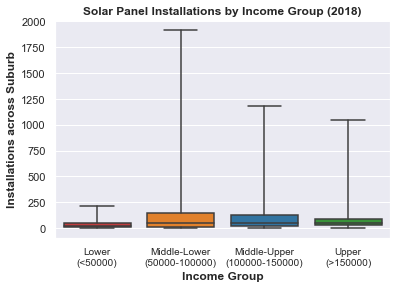 Solar Panel Installations by Income Group (2018)
Installations across Suburb
2000
1750
1500
1250
1000
750
500
250
0
Lower
(<50000)
Middle-Lower
(50000-100000)
Middle-Upper
(100000-150000)
Upper
(>150000)
Income Group